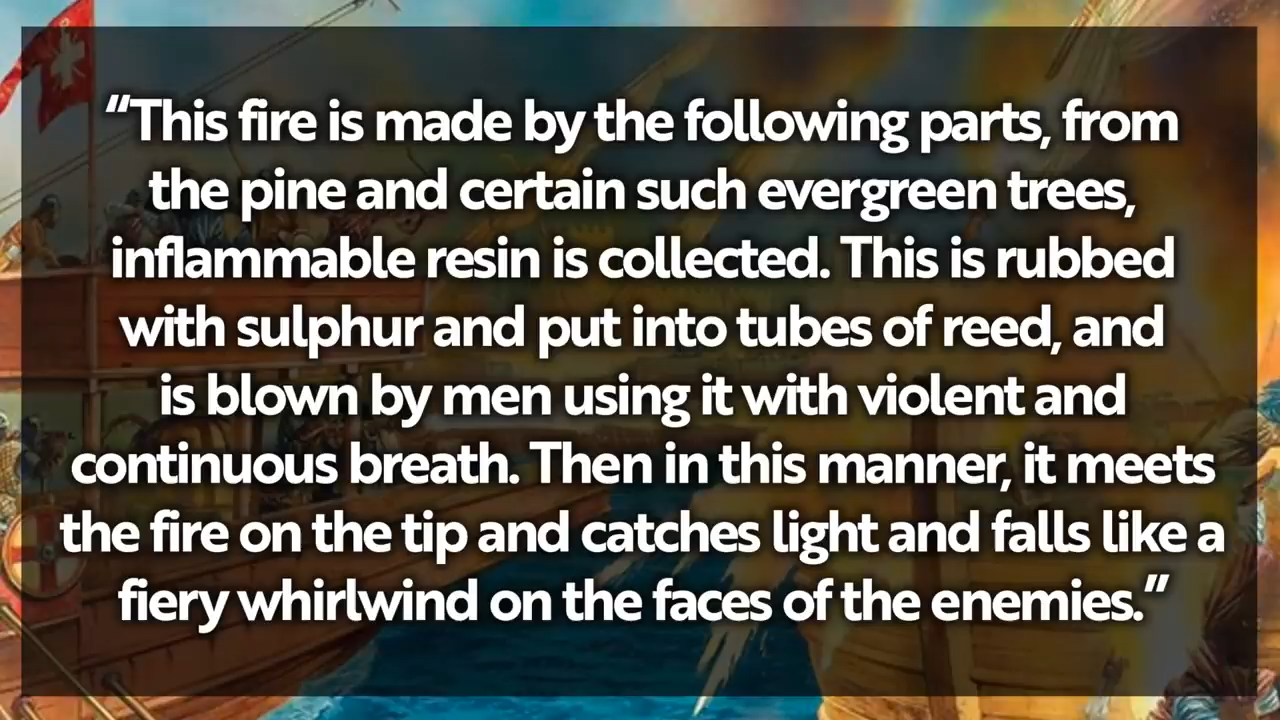 “This fire is made by the following parts, from
the pine and certain such evergreen trees,
inflammable resin is collected. This is rubbed
with sulphur and put into tubes of reed, and
is blown by men using it with violent and
continuous breath. Then in this manner, it meets
the fire on the tip and catches light and falls like a
fiery whirlwind on the faces of the enemies.”